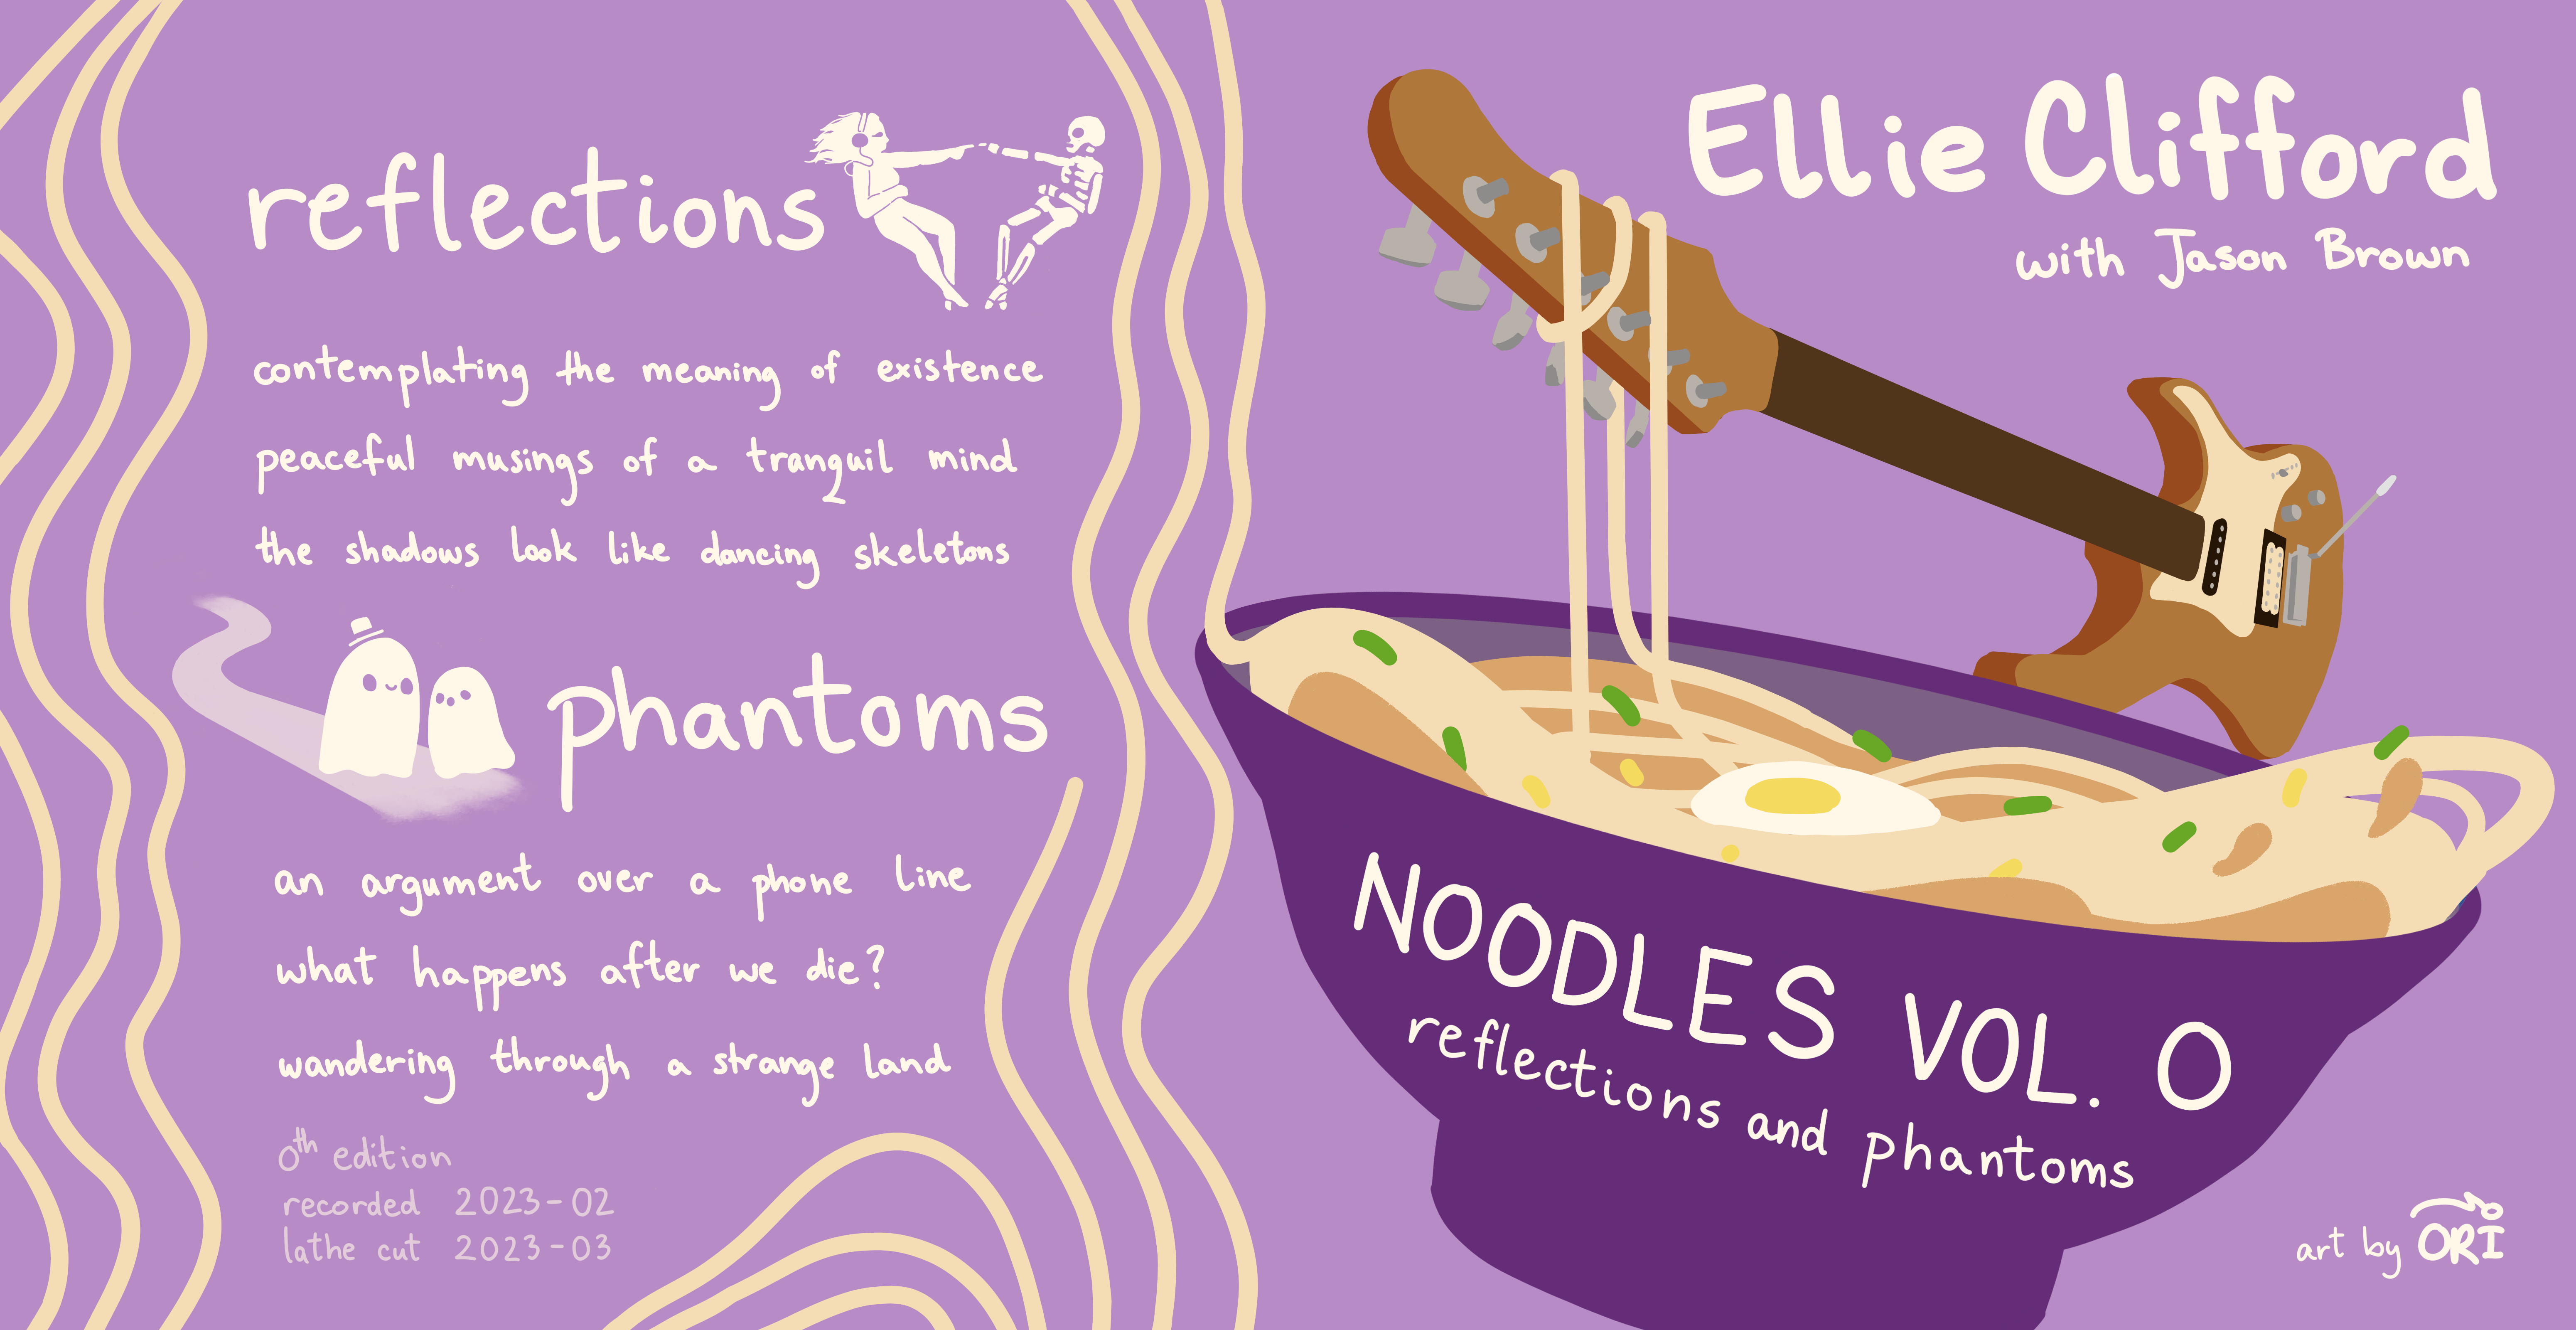 reflections
contemplating the meaning of existence
peaceful musings of a tranquil mind
the shadows look like dancing skeletons
phantoms
an argument over a phone line
what happens after we die?
wandering through a strange land
0th edition
recorded 2023-02
lathe cut 2023-03
Ellie Clifford
with Jason Brown
NOODLES VOL. 0
reflections and phantoms
art by ORI